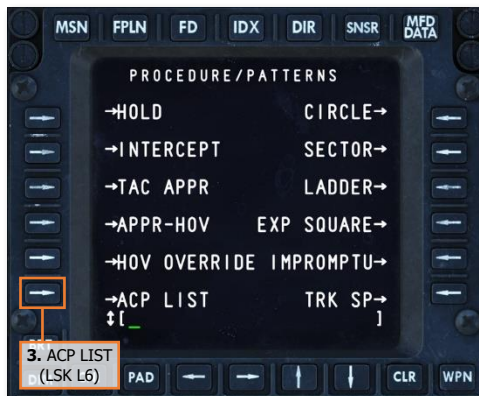 MSN FPLN FD IDX DIR SNSR MFD DATA
PROCEDURE/PATTERNS
→HOLD CIRCLE→
→INTERCEPT SECTOR→
→TAC APPR LADDER→
→APPR-HOV EXP SQUARE→
→HOV OVERRIDE IMPROMPTU→
→ACP LIST TRK SP→
↕[_ ]
3. ACP LIST
(LSK L6)
PAD ← → ↑ ↓ CLR WPN